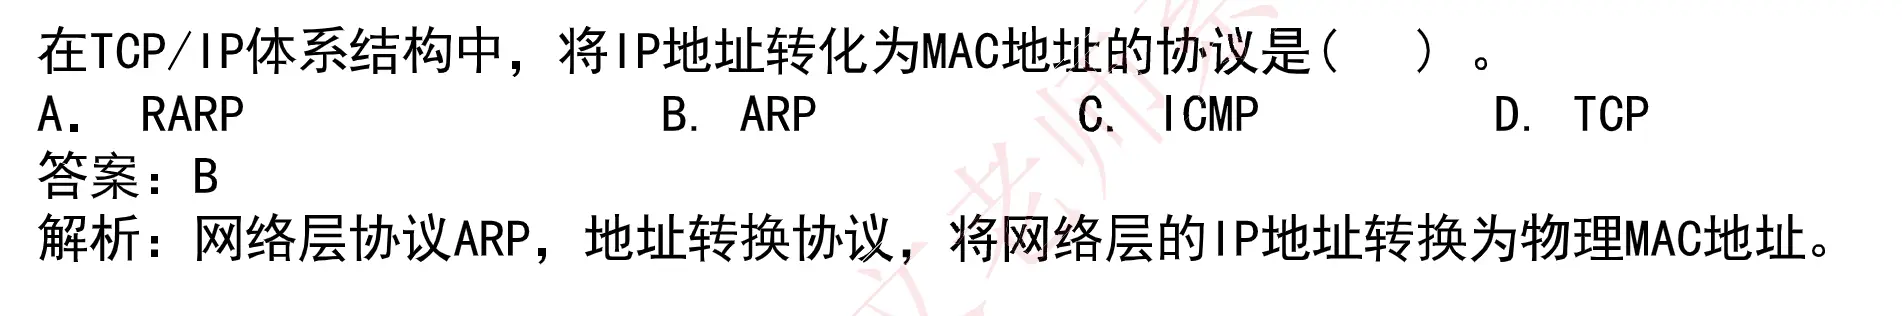 在TCP/IP体系结构中，将IP地址转化为MAC地址的协议是(  ) 。
A. RARP B. ARP C. ICMP D. TCP
答案：B
解析：网络层协议ARP，地址转换协议，将网络层的IP地址转换为物理MAC地址。
老师